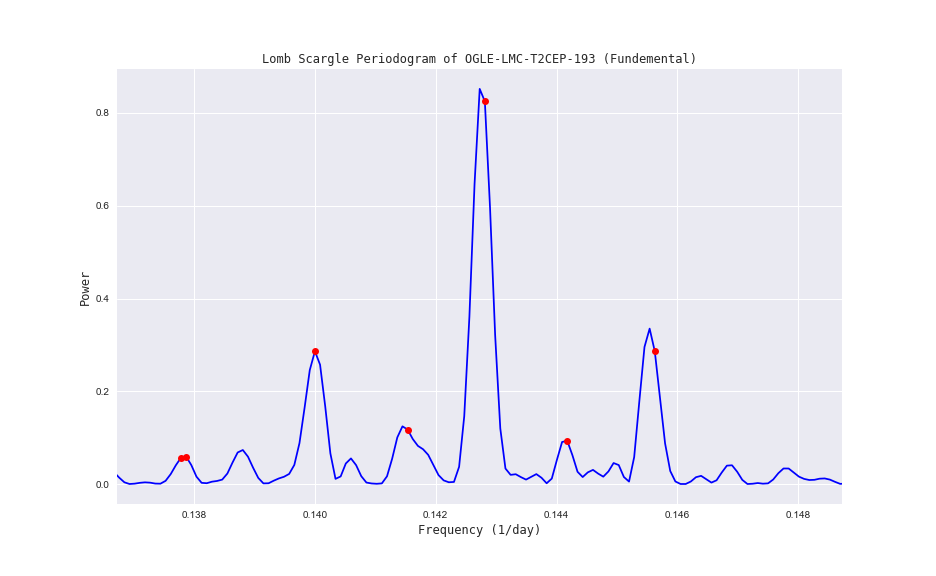 Lomb Scargle Periodogram of OGLE-LMC-T2CEP-193 (Fundemental)
0.8
0.6
0.4
0.2
0.0
Power
0.138 0.140 0.142 0.144 0.146 0.148
Frequency (1/day)